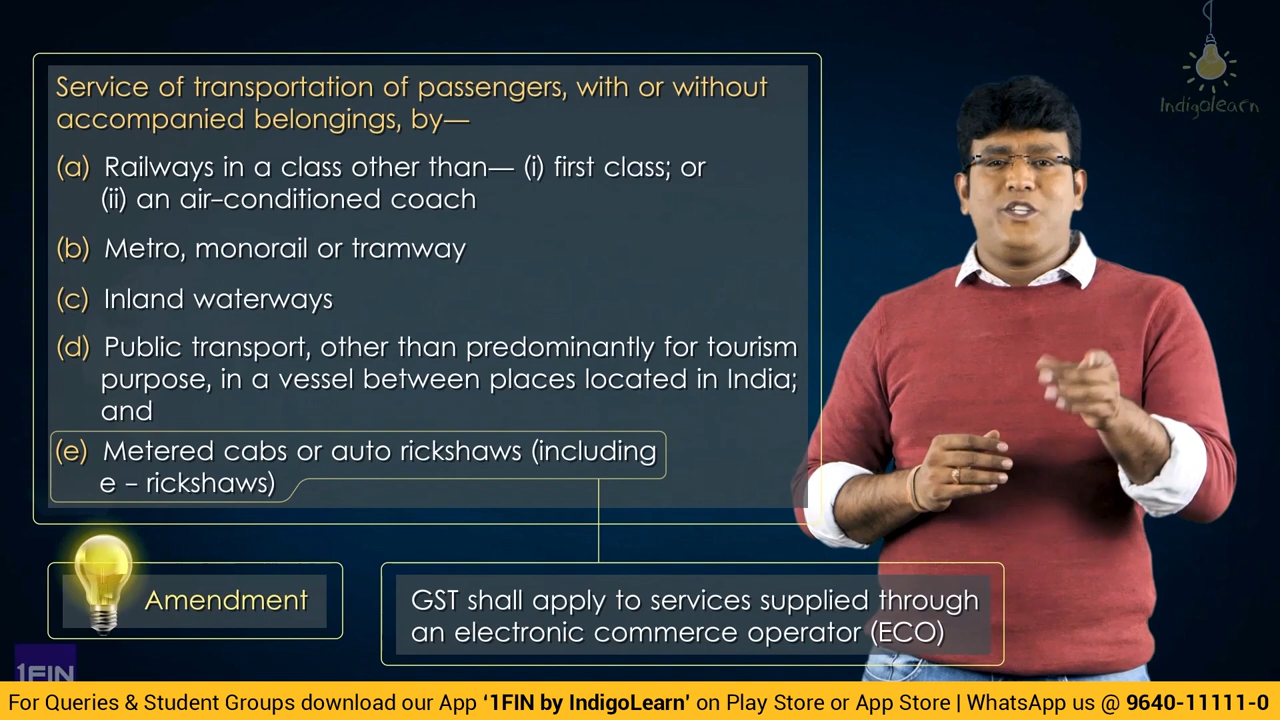 Indigolearn
Service of transportation of passengers, with or without
accompanied belongings, by—
(a) Railways in a class other than— (i) first class; or
(ii) an air-conditioned coach
(b) Metro, monorail or tramway
(c) Inland waterways
(d) Public transport, other than predominantly for tourism
purpose, in a vessel between places located in India;
and
(e) Metered cabs or auto rickshaws (including
e - rickshaws)
Amendment
GST shall apply to services supplied through
an electronic commerce operator (ECO)
1FIN
For Queries & Student Groups download our App ‘1FIN by IndigoLearn’ on Play Store or App Store | WhatsApp us @ 9640-11111-0